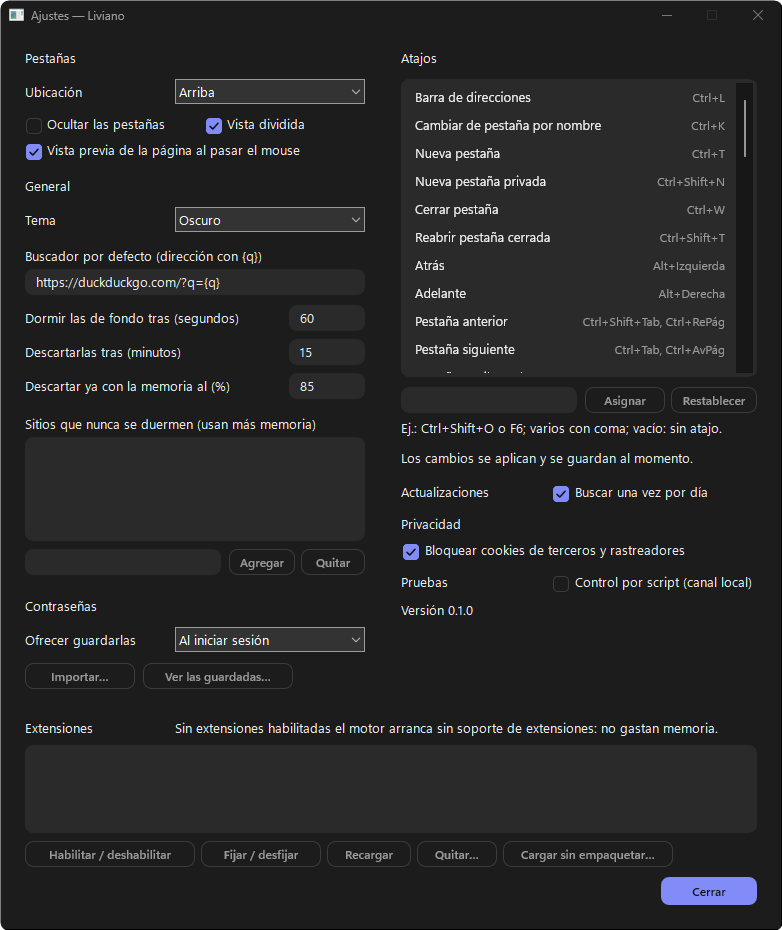 Ajustes — Liviano
Pestañas
Ubicación
Arriba
Ocultar las pestañas
Vista dividida
Vista previa de la página al pasar el mouse
General
Tema
Oscuro
Buscador por defecto (dirección con {q})
https://duckduckgo.com/?q={q}
Dormir las de fondo tras (segundos)
60
Descartarlas tras (minutos)
15
Descartar ya con la memoria al (%)
85
Sitios que nunca se duermen (usan más memoria)
Agregar
Quitar
Contraseñas
Ofrecer guardarlas
Al iniciar sesión
Importar...
Ver las guardadas...
Atajos
Barra de direcciones Ctrl+L
Cambiar de pestaña por nombre Ctrl+K
Nueva pestaña Ctrl+T
Nueva pestaña privada Ctrl+Shift+N
Cerrar pestaña Ctrl+W
Reabrir pestaña cerrada Ctrl+Shift+T
Atrás Alt+Izquierda
Adelante Alt+Derecha
Pestaña anterior Ctrl+Shift+Tab, Ctrl+RePág
Pestaña siguiente Ctrl+Tab, Ctrl+AvPág
Asignar
Restablecer
Ej.: Ctrl+Shift+O o F6; varios con coma; vacío: sin atajo.
Los cambios se aplican y se guardan al momento.
Actualizaciones
Buscar una vez por día
Privacidad
Bloquear cookies de terceros y rastreadores
Pruebas
Control por script (canal local)
Versión 0.1.0
Extensiones
Sin extensiones habilitadas el motor arranca sin soporte de extensiones: no gastan memoria.
Habilitar / deshabilitar
Fijar / desfijar
Recargar
Quitar...
Cargar sin empaquetar...
Cerrar